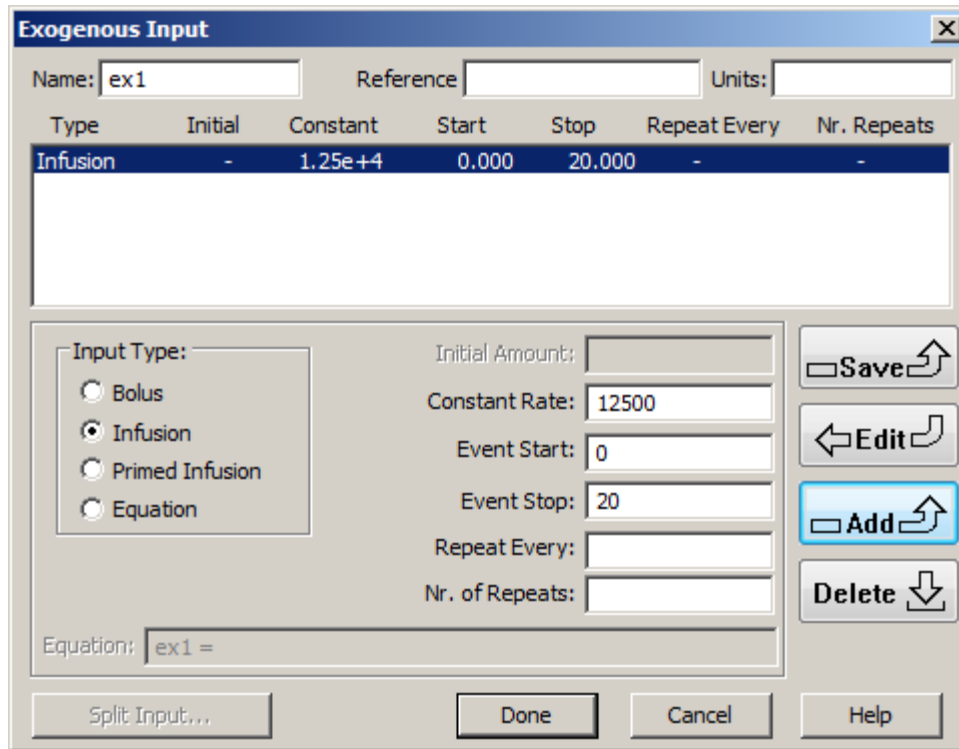 Exogenous Input
Name: ex1 Reference Units:
Type Initial Constant Start Stop Repeat Every Nr. Repeats
Infusion - 1.25e+4 0.000 20.000 - -
Input Type:
Bolus
Infusion
Primed Infusion
Equation
Initial Amount:
Constant Rate: 12500
Event Start: 0
Event Stop: 20
Repeat Every:
Nr. of Repeats:
Equation: ex1 =
Save
Edit
Add
Delete
Split Input... Done Cancel Help